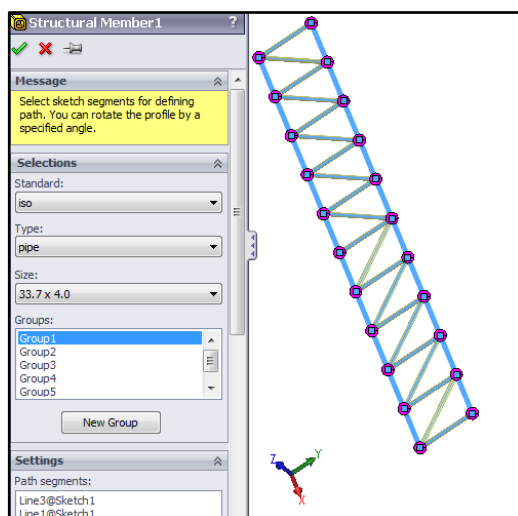 Structural Member1 ?
Message
Select sketch segments for defining
path. You can rotate the profile by a
specified angle.
Selections
Standard:
iso
Type:
pipe
Size:
33.7 x 4.0
Groups:
Group1
Group2
Group3
Group4
Group5
New Group
Settings
Path segments:
Line3@Sketch1
Line1@Sketch1
Z
Y
X